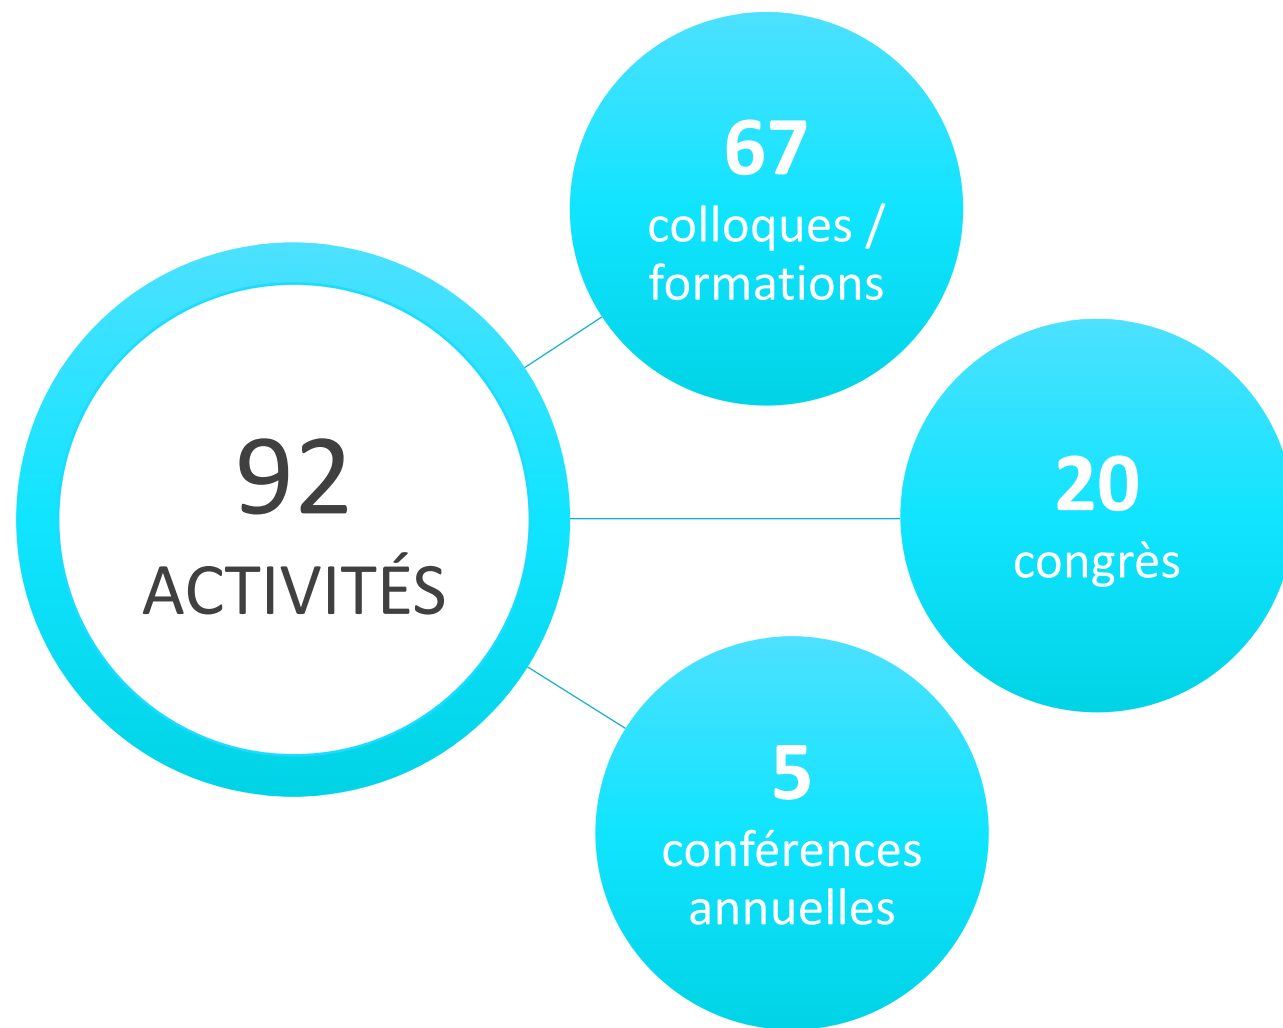 92
ACTIVITÉS
67
colloques /
formations
20
congrès
5
conférences
annuelles